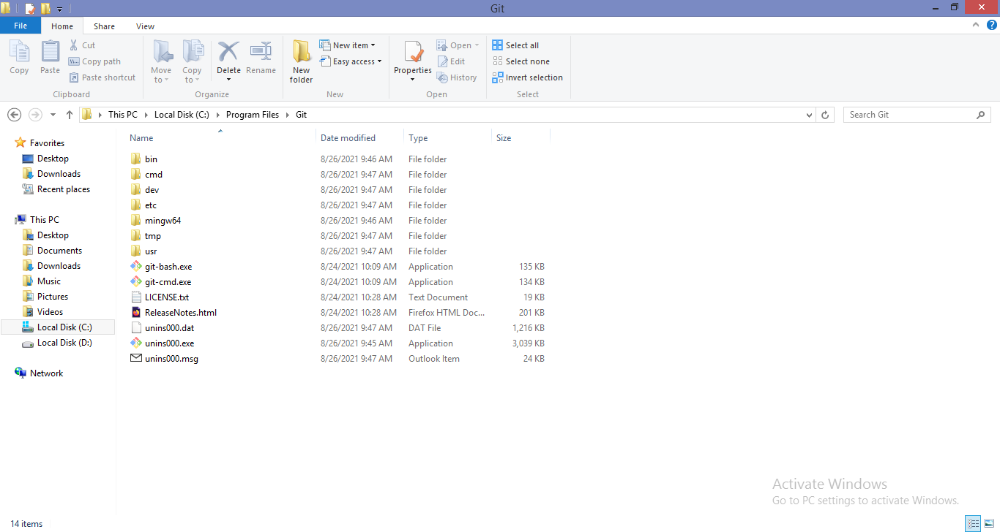 Git
File Home Share View
Copy Paste Cut Copy path Paste shortcut Move to Copy to Delete Rename New folder New item Easy access Properties Open Edit History Select all Select none Invert selection
Clipboard Organize New Open Select
This PC Local Disk (C:) Program Files Git Search Git
Favorites
Desktop
Downloads
Recent places
This PC
Desktop
Documents
Downloads
Music
Pictures
Videos
Local Disk (C:)
Local Disk (D:)
Network
Name Date modified Type Size
bin 8/26/2021 9:46 AM File folder
cmd 8/26/2021 9:47 AM File folder
dev 8/26/2021 9:47 AM File folder
etc 8/26/2021 9:47 AM File folder
mingw64 8/26/2021 9:46 AM File folder
tmp 8/26/2021 9:47 AM File folder
usr 8/26/2021 9:47 AM File folder
git-bash.exe 8/24/2021 10:09 AM Application 135 KB
git-cmd.exe 8/24/2021 10:09 AM Application 134 KB
LICENSE.txt 8/24/2021 10:28 AM Text Document 19 KB
ReleaseNotes.html 8/24/2021 10:28 AM Firefox HTML Doc... 201 KB
unins000.dat 8/26/2021 9:47 AM DAT File 1,216 KB
unins000.exe 8/26/2021 9:45 AM Application 3,039 KB
unins000.msg 8/26/2021 9:47 AM Outlook Item 24 KB
Activate Windows
Go to PC settings to activate Windows.
14 items